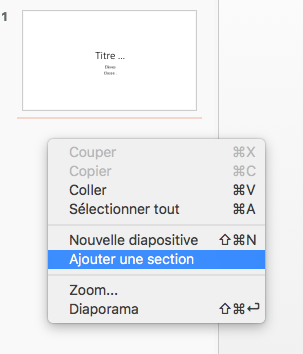 1
Titre ...
Couper ⌘X
Copier ⌘C
Coller ⌘V
Sélectionner tout ⌘A
Nouvelle diapositive ⇧⌘N
Ajouter une section
Zoom...
Diaporama ⇧⌘↩